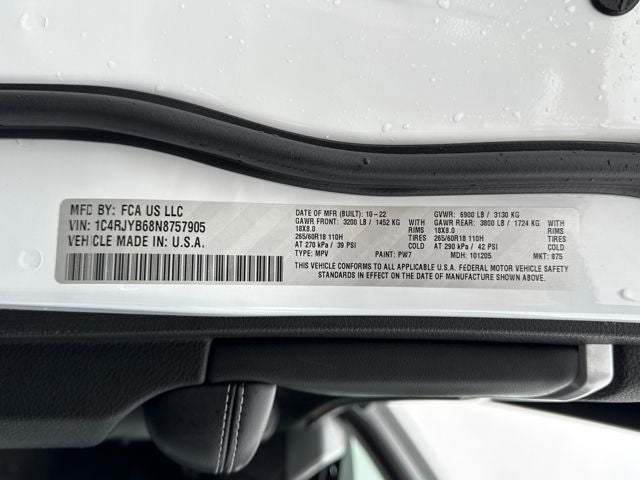 MFD BY: FCA US LLC
VIN: 1C4RJYB68N8757905
VEHICLE MADE IN U.S.A.
DATE OF MFR (BUILT): 10-22 GVWR: 6900 LB / 3130 KG
GAWR FRONT: 3200 LB / 1452 KG WITH GAWR REAR: 3800 LB / 1724 KG WITH
18X8.0 RIMS 18X8.0 RIMS
265/60R18 110H TIRES 265/60R18 110H TIRES
AT 270 kPa / 39 PSI COLD AT 290 kPa / 42 PSI COLD
TYPE: MPV PAINT: PW7 MDH: 101205 MKT: 875
THIS VEHICLE CONFORMS TO ALL APPLICABLE U.S.A. FEDERAL MOTOR VEHICLE SAFETY
STANDARDS IN EFFECT ON THE DATE OF MANUFACTURE SHOWN ABOVE.